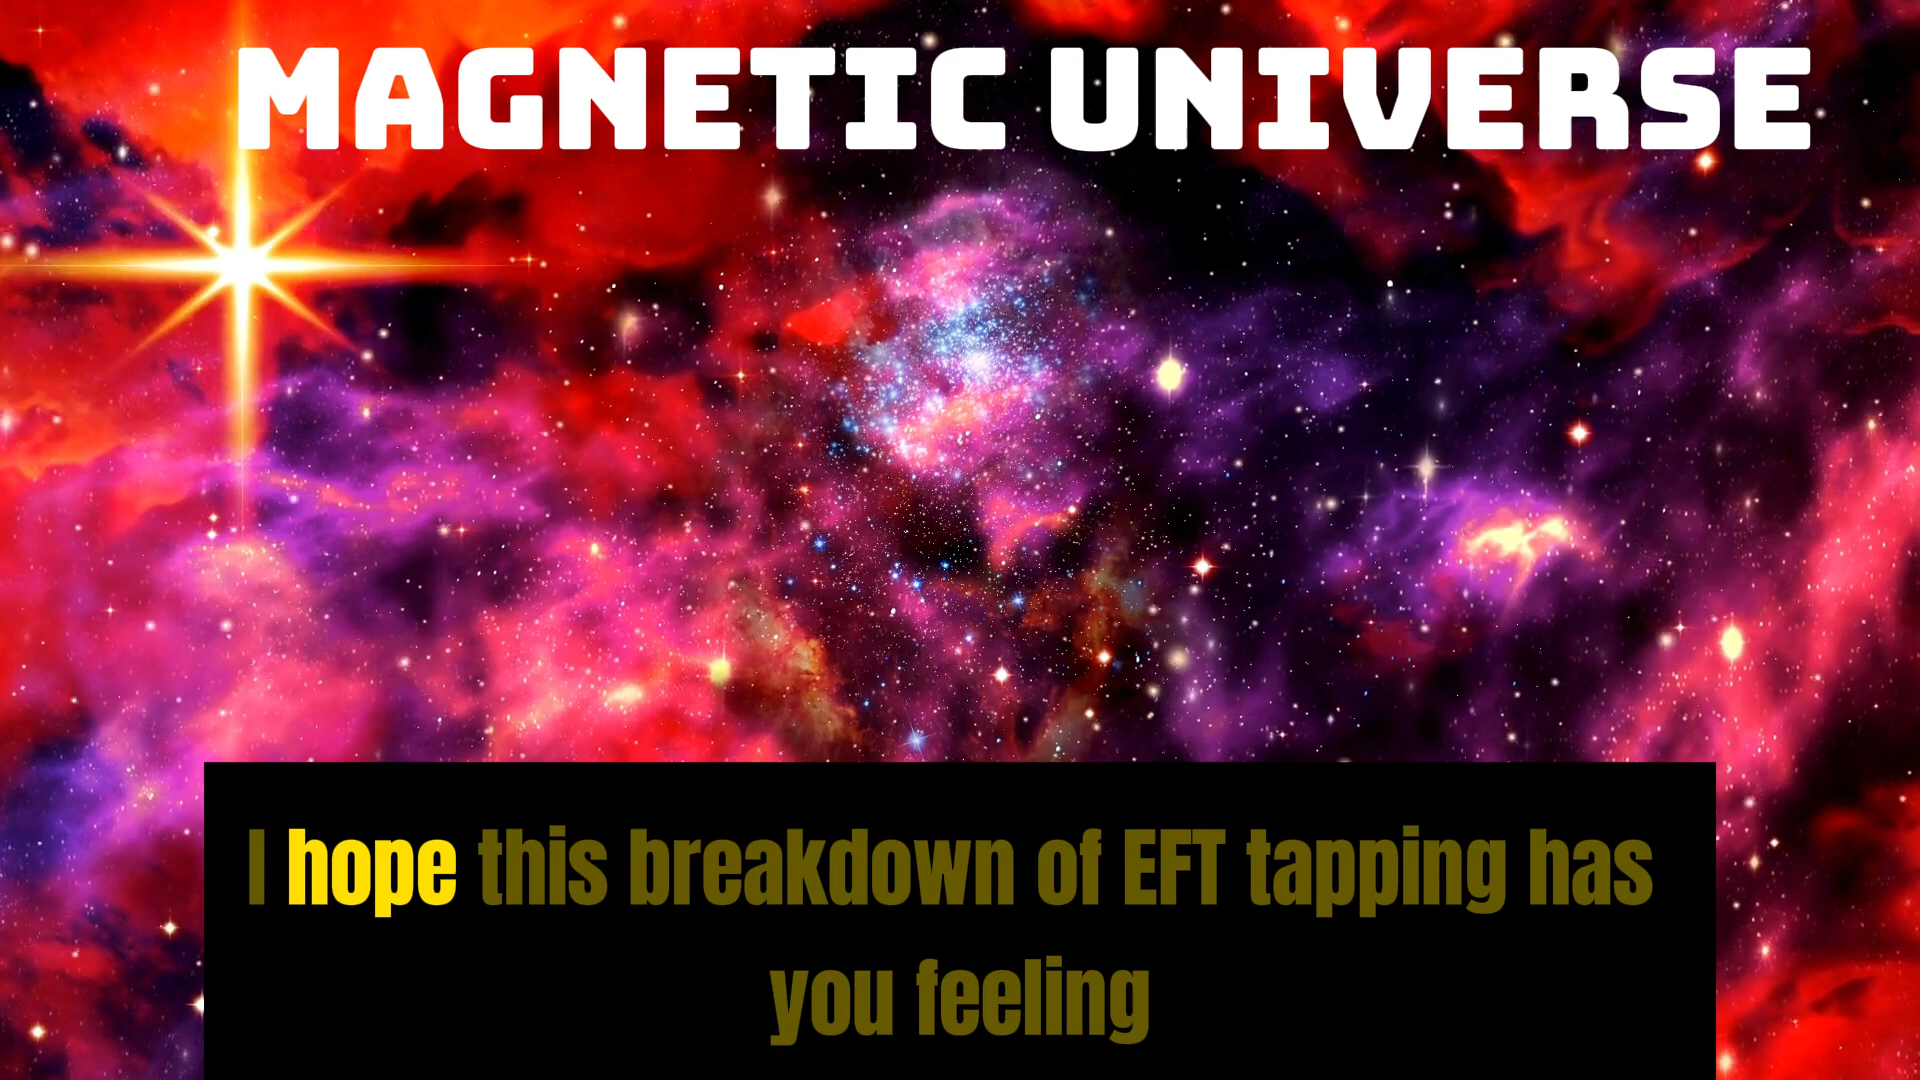 MAGNETIC UNIVERSE
I hope this breakdown of EFT tapping has
you feeling